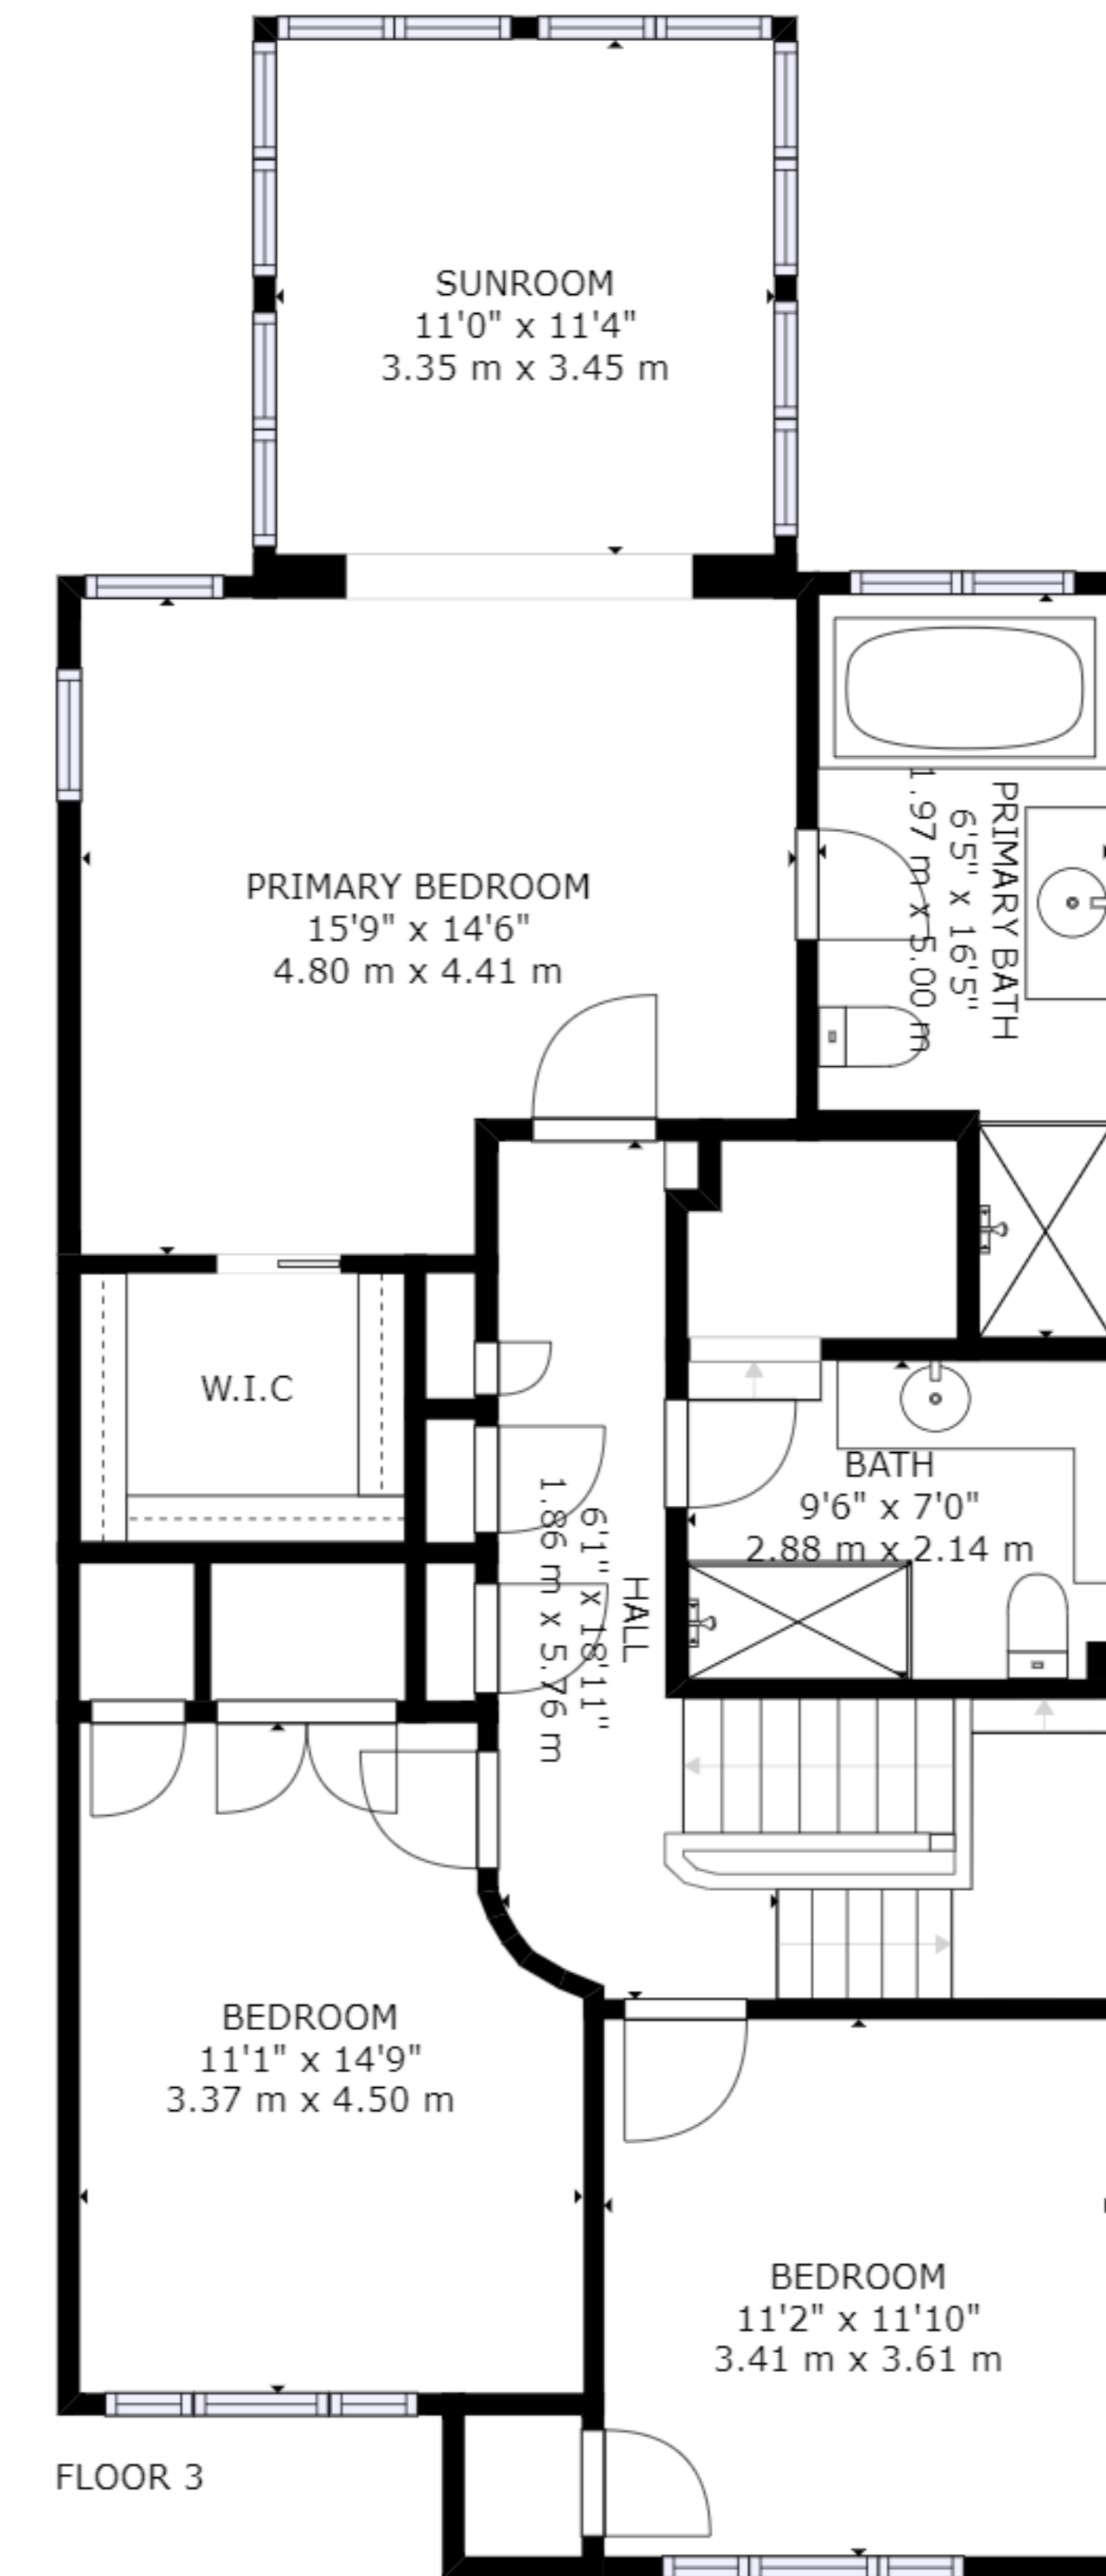 SUNROOM
11'0" x 11'4"
3.35 m x 3.45 m
PRIMARY BEDROOM
15'9" x 14'6"
4.80 m x 4.41 m
PRIMARY BATH
6'5" x 16'5"
1.97 m x 5.00 m
W.I.C
BATH
9'6" x 7'0"
2.88 m x 2.14 m
HALL
6'1" x 18'11"
1.86 m x 5.76 m
BEDROOM
11'1" x 14'9"
3.37 m x 4.50 m
BEDROOM
11'2" x 11'10"
3.41 m x 3.61 m
FLOOR 3